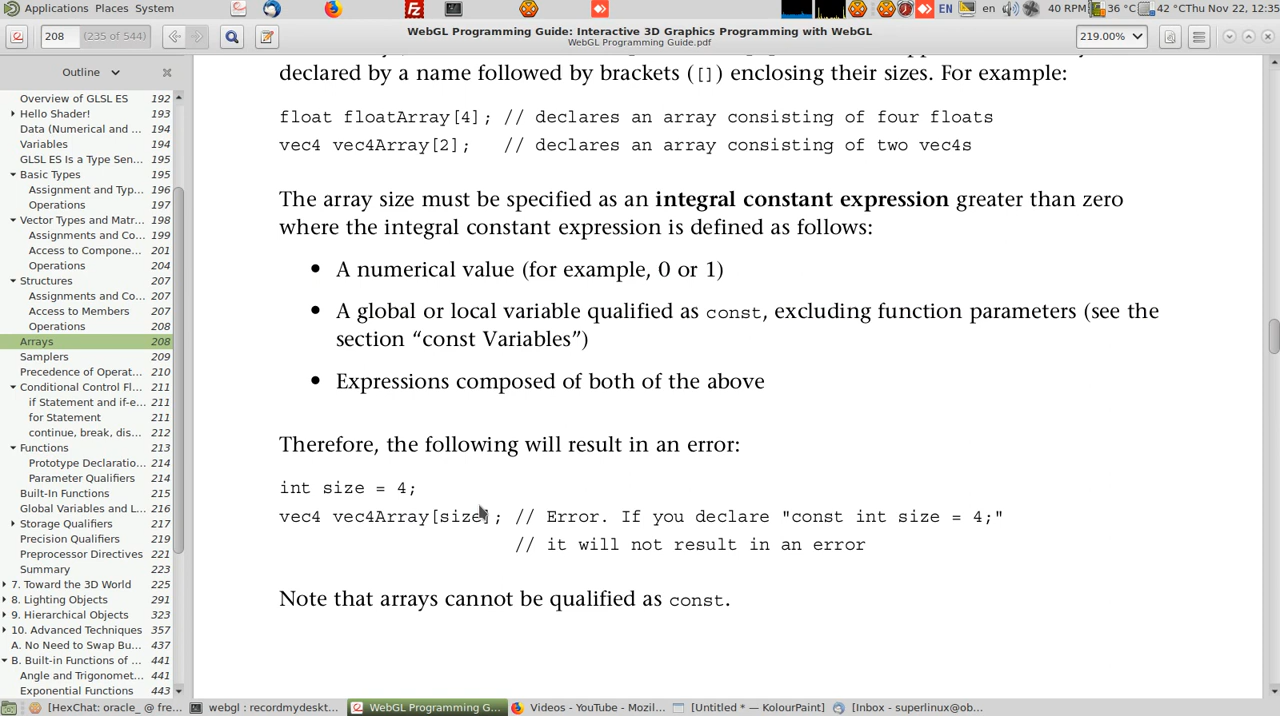 Applications Places System EN en 40 RPM 36 °C 42 °C Thu Nov 22, 12:35
208 (235 of 544) WebGL Programming Guide: Interactive 3D Graphics Programming with WebGL 219.00%
WebGL Programming Guide.pdf
Outline
Overview of GLSL ES 192
Hello Shader! 193
Data (Numerical and ... 194
Variables 194
GLSL ES Is a Type Sen... 195
Basic Types 195
Assignment and Typ... 196
Operations 197
Vector Types and Matr... 198
Assignments and Co... 199
Access to Compone... 201
Operations 204
Structures 207
Assignments and Co... 207
Access to Members 207
Operations 208
Arrays 208
Samplers 209
Precedence of Operat... 210
Conditional Control Fl... 211
if Statement and if-e... 211
for Statement 211
continue, break, dis... 212
Functions 213
Prototype Declaratio... 214
Parameter Qualifiers 214
Built-In Functions 215
Global Variables and L... 216
Storage Qualifiers 217
Precision Qualifiers 219
Preprocessor Directives 221
Summary 223
7. Toward the 3D World 225
8. Lighting Objects 291
9. Hierarchical Objects 323
10. Advanced Techniques 357
A. No Need to Swap Bu... 437
B. Built-in Functions of ... 441
Angle and Trigonomet... 441
Exponential Functions 443
declared by a name followed by brackets ([]) enclosing their sizes. For example:
float floatArray[4]; // declares an array consisting of four floats
vec4 vec4Array[2]; // declares an array consisting of two vec4s
The array size must be specified as an integral constant expression greater than zero
where the integral constant expression is defined as follows:
• A numerical value (for example, 0 or 1)
• A global or local variable qualified as const, excluding function parameters (see the
section “const Variables”)
• Expressions composed of both of the above
Therefore, the following will result in an error:
int size = 4;
vec4 vec4Array[size]; // Error. If you declare "const int size = 4;"
// it will not result in an error
Note that arrays cannot be qualified as const.
[HexChat: oracle_ @ fre... webgl : recordmydeskt... WebGL Programming G... Videos - YouTube - Mozil... [Untitled * — KolourPaint] [Inbox - superlinux@ob...